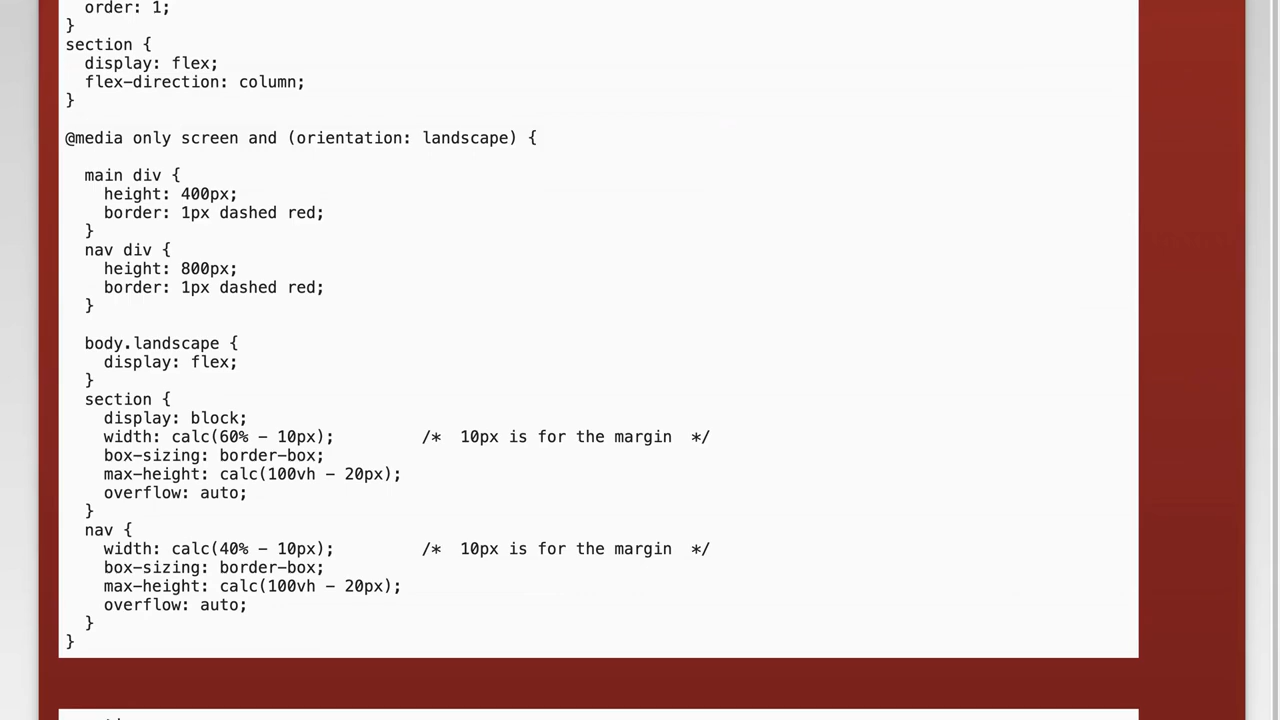 order: 1;
}
section {
display: flex;
flex-direction: column;
}
@media only screen and (orientation: landscape) {
main div {
height: 400px;
border: 1px dashed red;
}
nav div {
height: 800px;
border: 1px dashed red;
}
body.landscape {
display: flex;
}
section {
display: block;
width: calc(60% - 10px); /* 10px is for the margin */
box-sizing: border-box;
max-height: calc(100vh - 20px);
overflow: auto;
}
nav {
width: calc(40% - 10px); /* 10px is for the margin */
box-sizing: border-box;
max-height: calc(100vh - 20px);
overflow: auto;
}
}